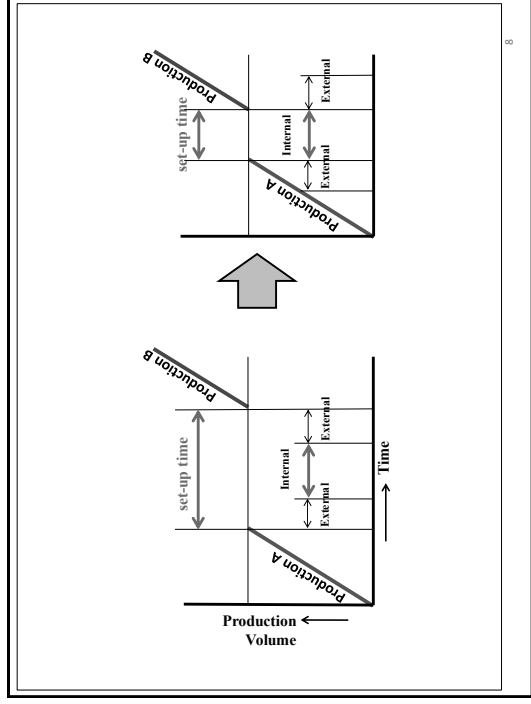 set-up time
Production B
Production A
External
Internal
External
Production
Volume
Time
set-up time
Production B
Production A
External
Internal
External
8